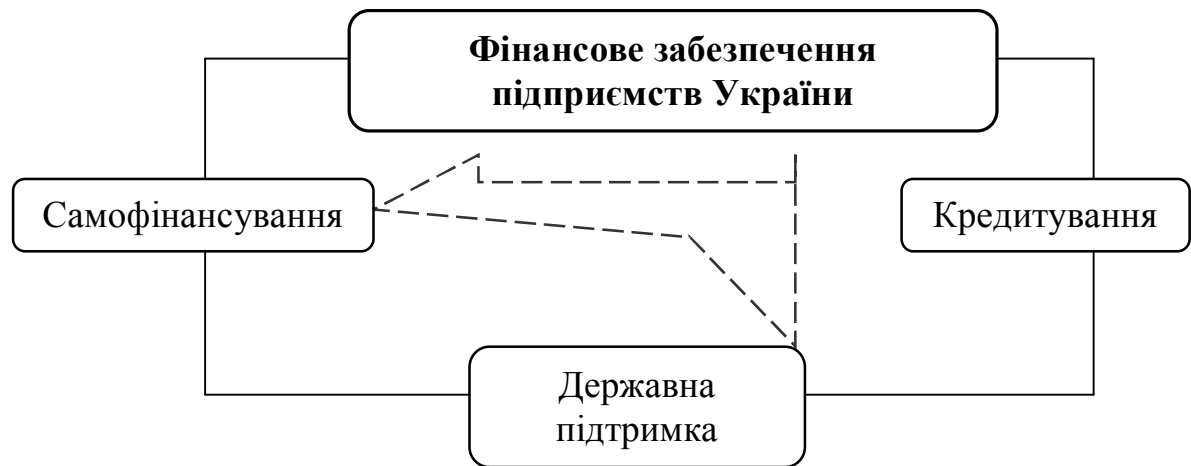 Фінансове забезпечення
підприємств України
Самофінансування
Кредитування
Державна
підтримка